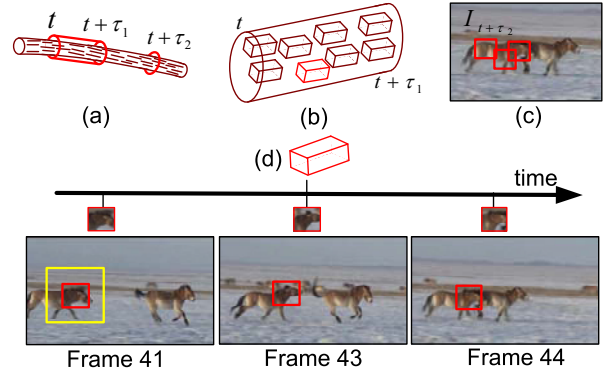 t
t + τ₁
t + τ₂
(a)
t
t + τ₁
(b)
I t + τ₂
(c)
(d)
time
Frame 41
Frame 43
Frame 44